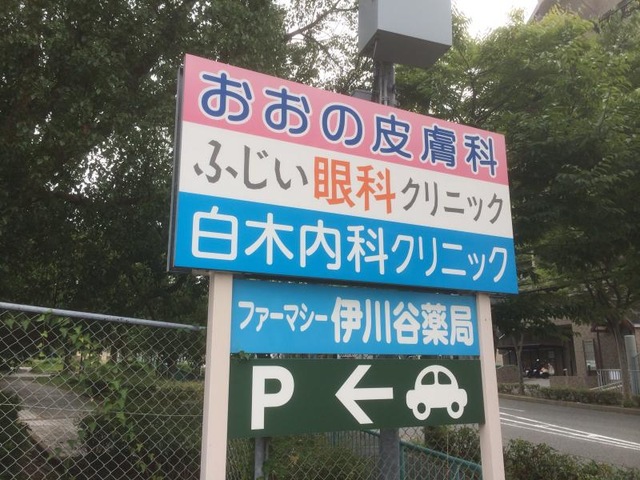 おおの皮膚科
ふじい眼科クリニック
白木内科クリニック
ファーマシー伊川谷薬局
P